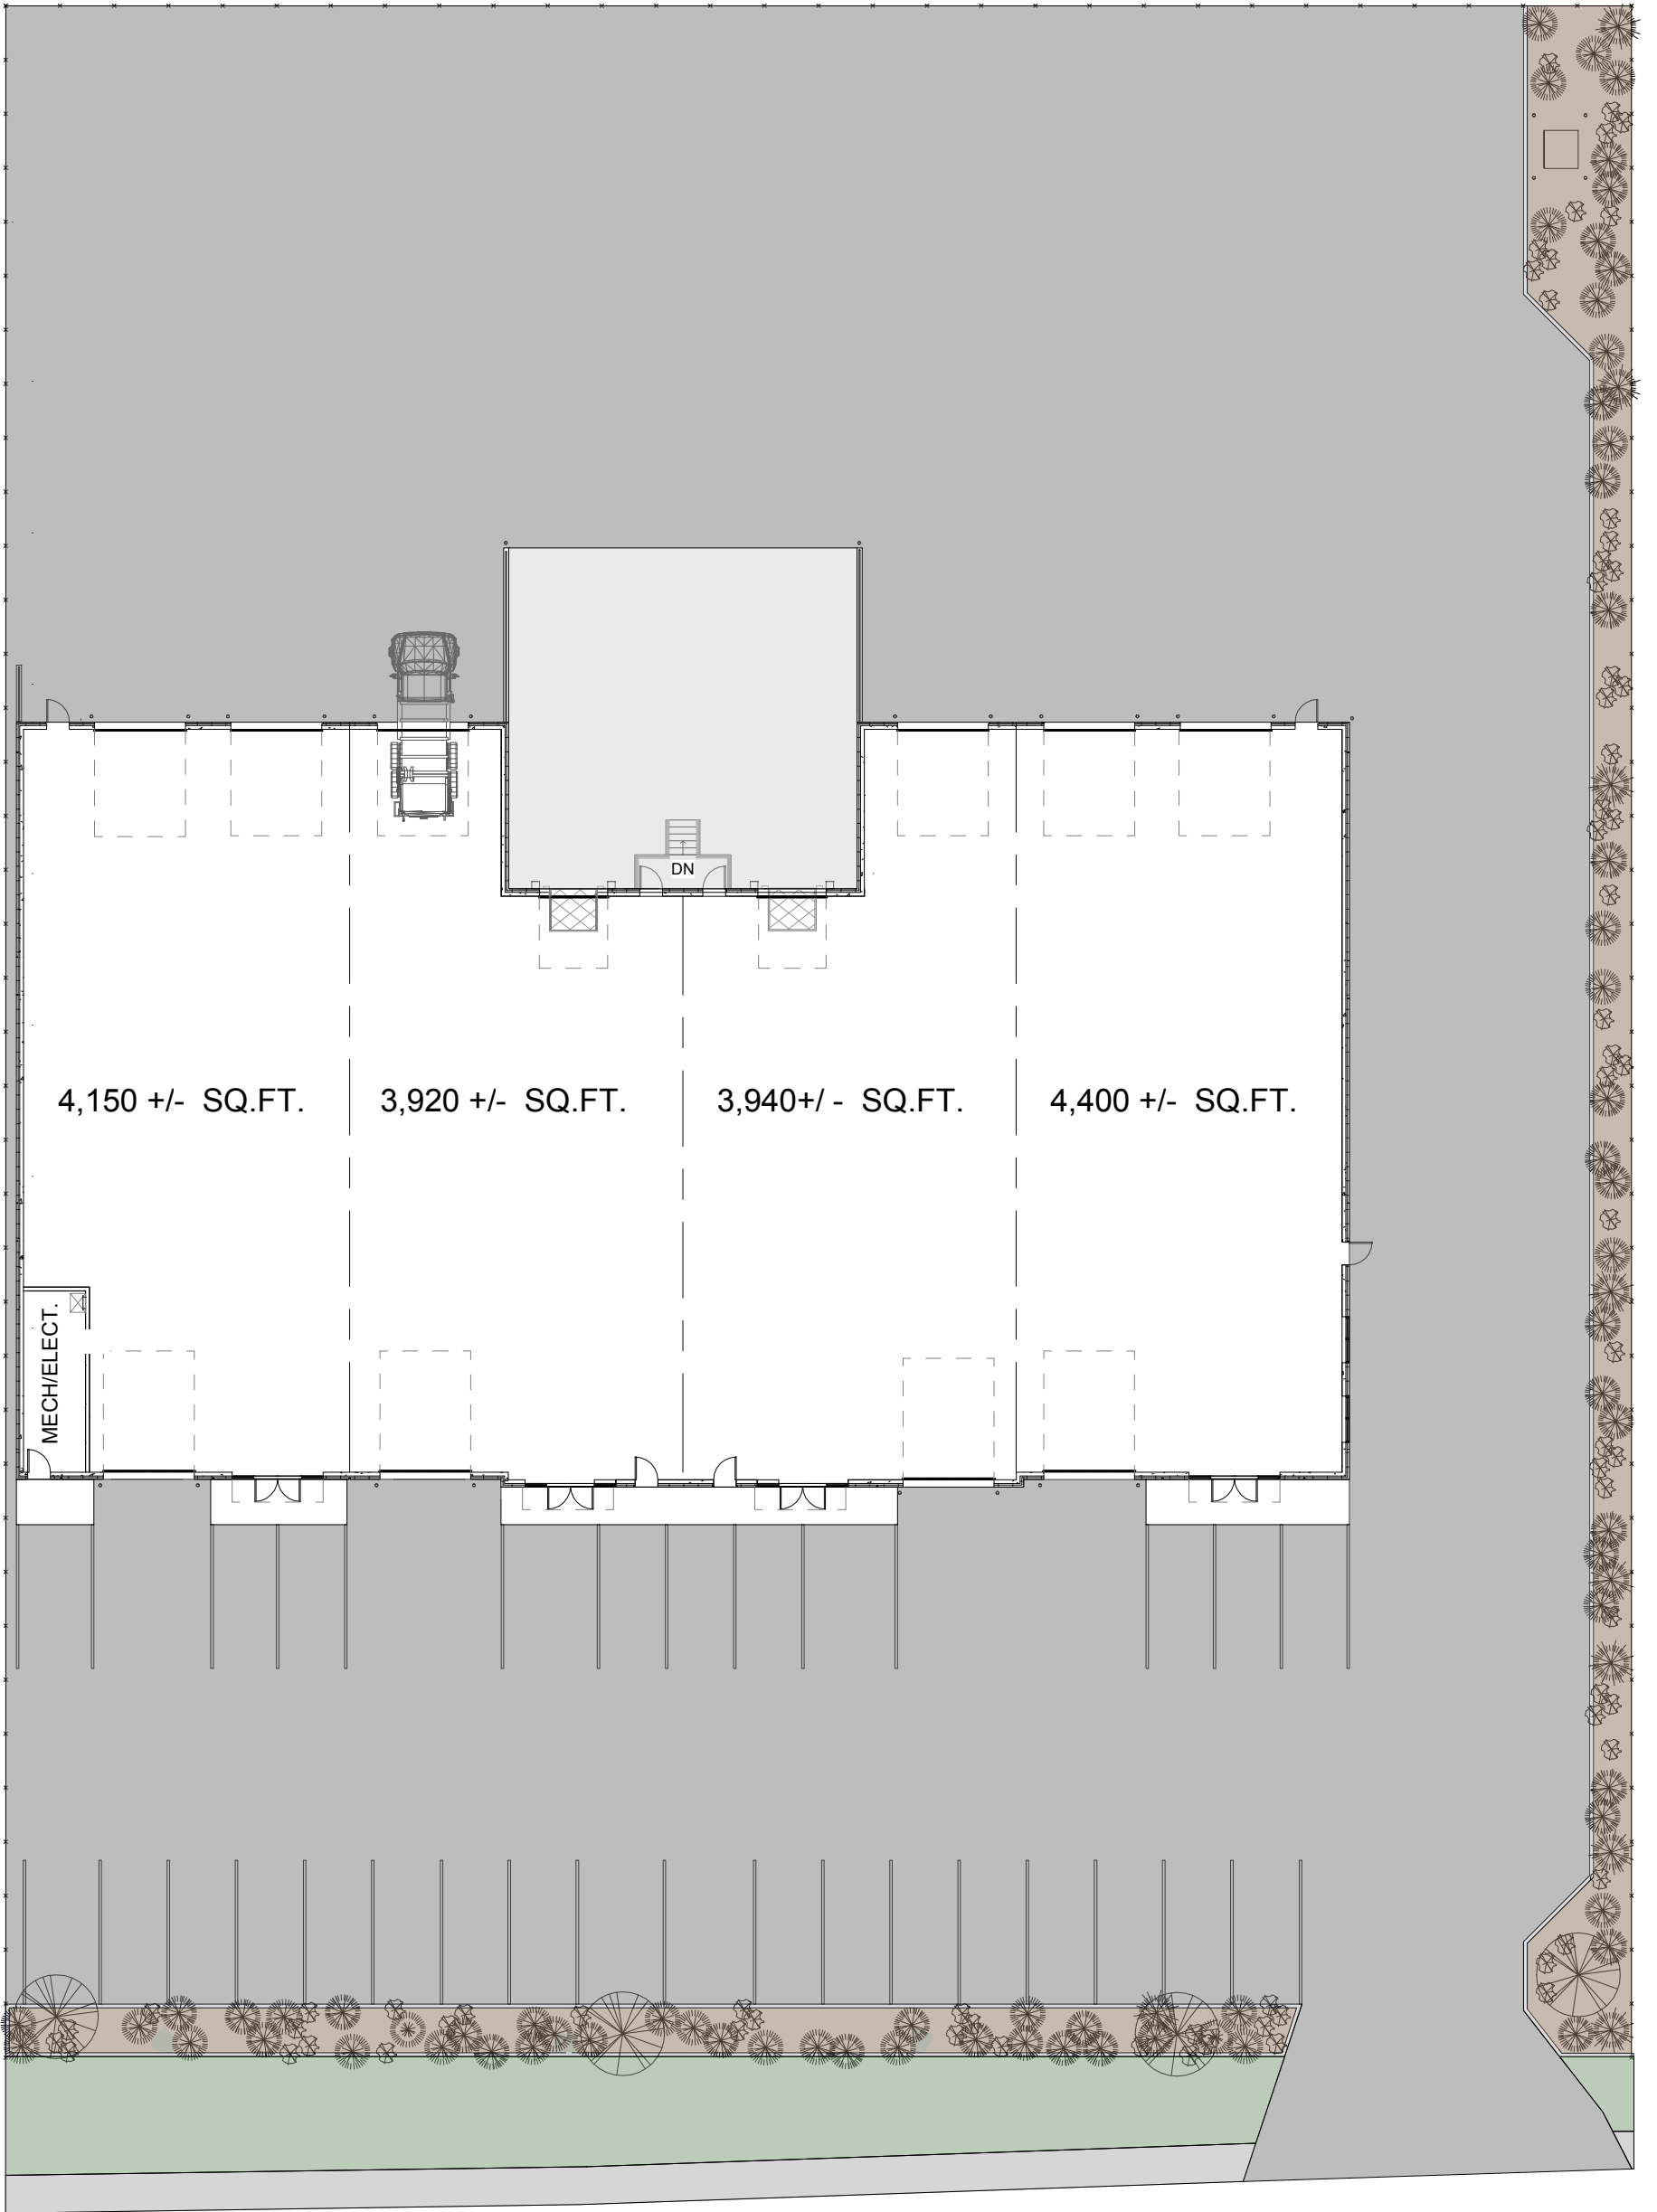 DN
4,150 +/- SQ.FT.
3,920 +/- SQ.FT.
3,940+/ - SQ.FT.
4,400 +/- SQ.FT.
MECH/ELECT.